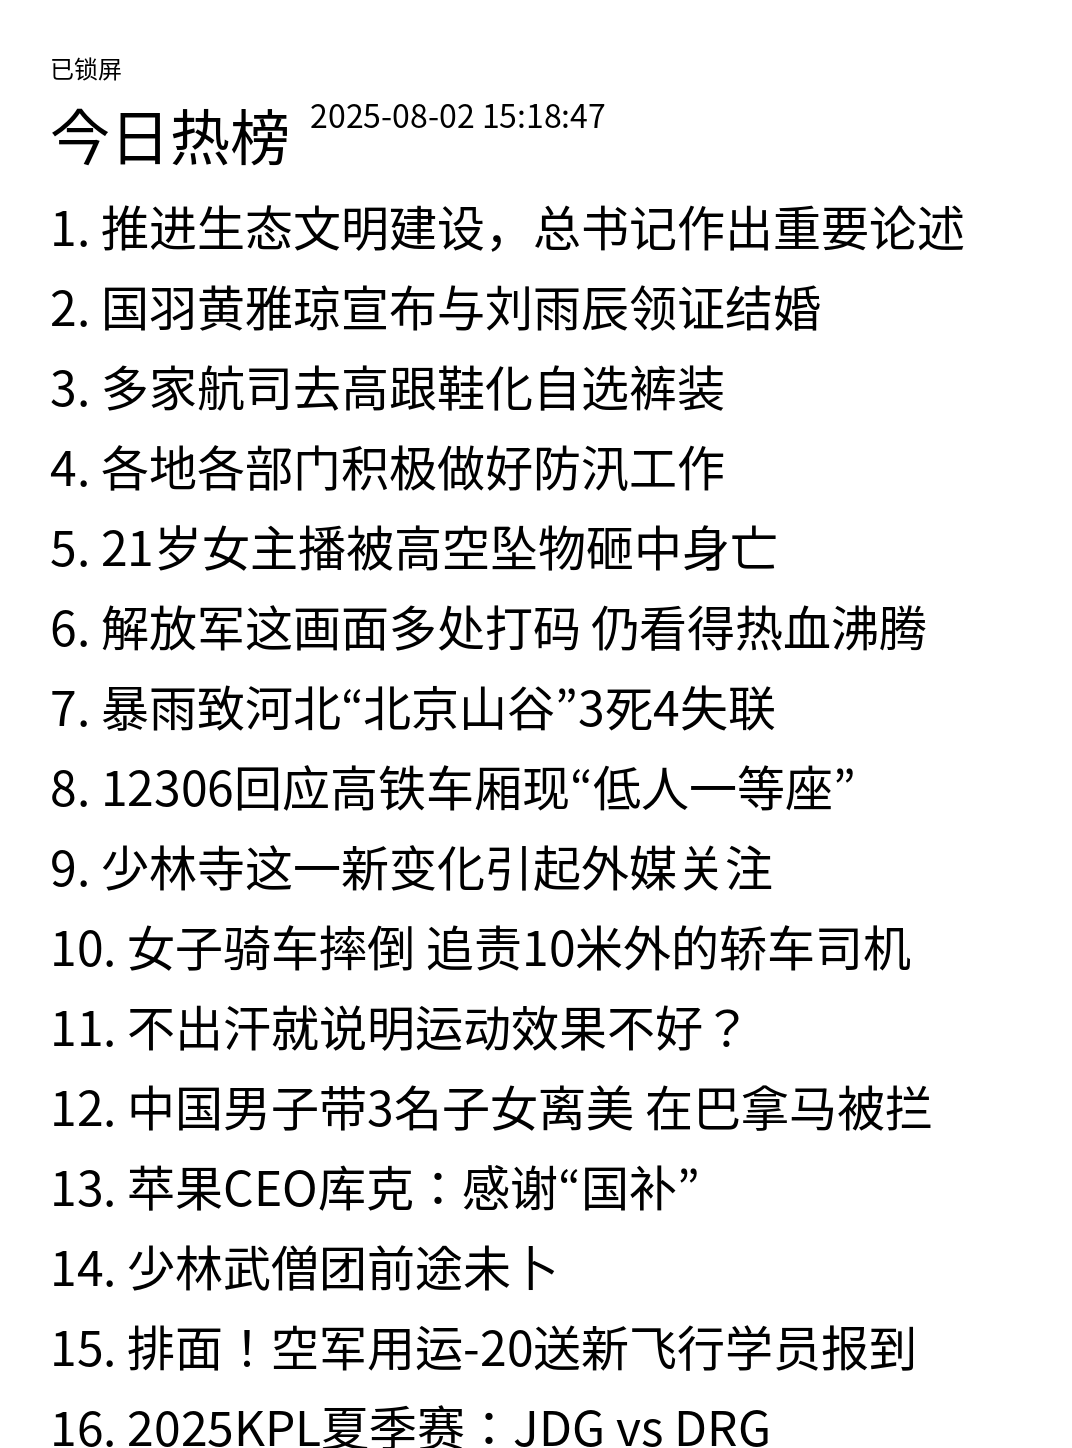 已锁屏
今日热榜 2025-08-02 15:18:47
1. 推进生态文明建设，总书记作出重要论述
2. 国羽黄雅琼宣布与刘雨辰领证结婚
3. 多家航司去高跟鞋化自选裤装
4. 各地各部门积极做好防汛工作
5. 21岁女主播被高空坠物砸中身亡
6. 解放军这画面多处打码 仍看得热血沸腾
7. 暴雨致河北“北京山谷”3死4失联
8. 12306回应高铁车厢现“低人一等座”
9. 少林寺这一新变化引起外媒关注
10. 女子骑车摔倒 追责10米外的轿车司机
11. 不出汗就说明运动效果不好？
12. 中国男子带3名子女离美 在巴拿马被拦
13. 苹果CEO库克：感谢“国补”
14. 少林武僧团前途未卜
15. 排面！空军用运-20送新飞行学员报到
16. 2025KPL夏季赛：JDG vs DRG